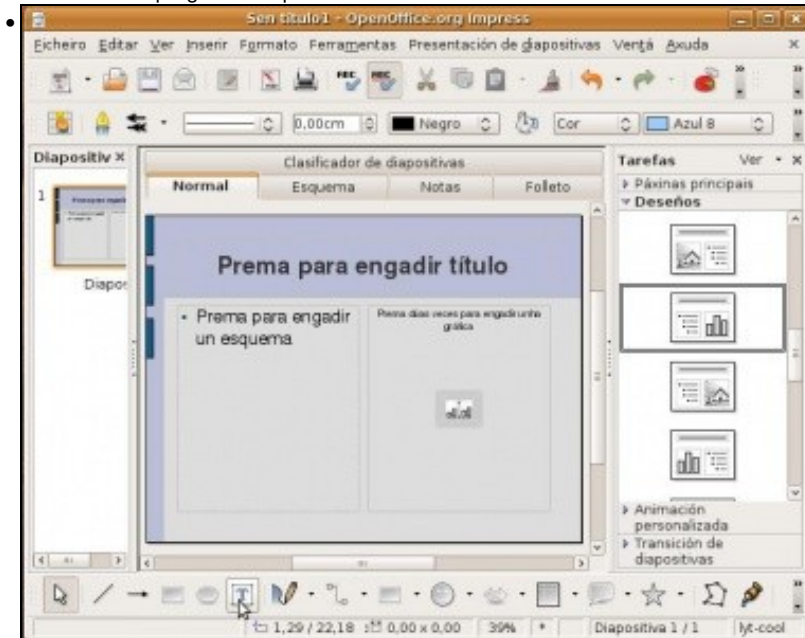 Sen título1 - OpenOffice.org Impress
Eicheiro Editar Ver Inserir Formato Ferramentas Presentación de diapositivas Ventá Axuda
0,00cm Negro Cor Azul 8
Diapositiv
Clasificador de diapositivas
Tarefas Ver
Normal Esquema Notas Folleto
Páxinas principais
Deseños
1
Prema para engadir título
Diapos
Prema para engadir
un esquema
Prema dúas veces para engadir unha
gráfica
Animación
personalizada
Transición de
diapositivas
1,29 / 22,18 0,00 x 0,00 39% * Diapositiva 1 / 1 lyt-cool